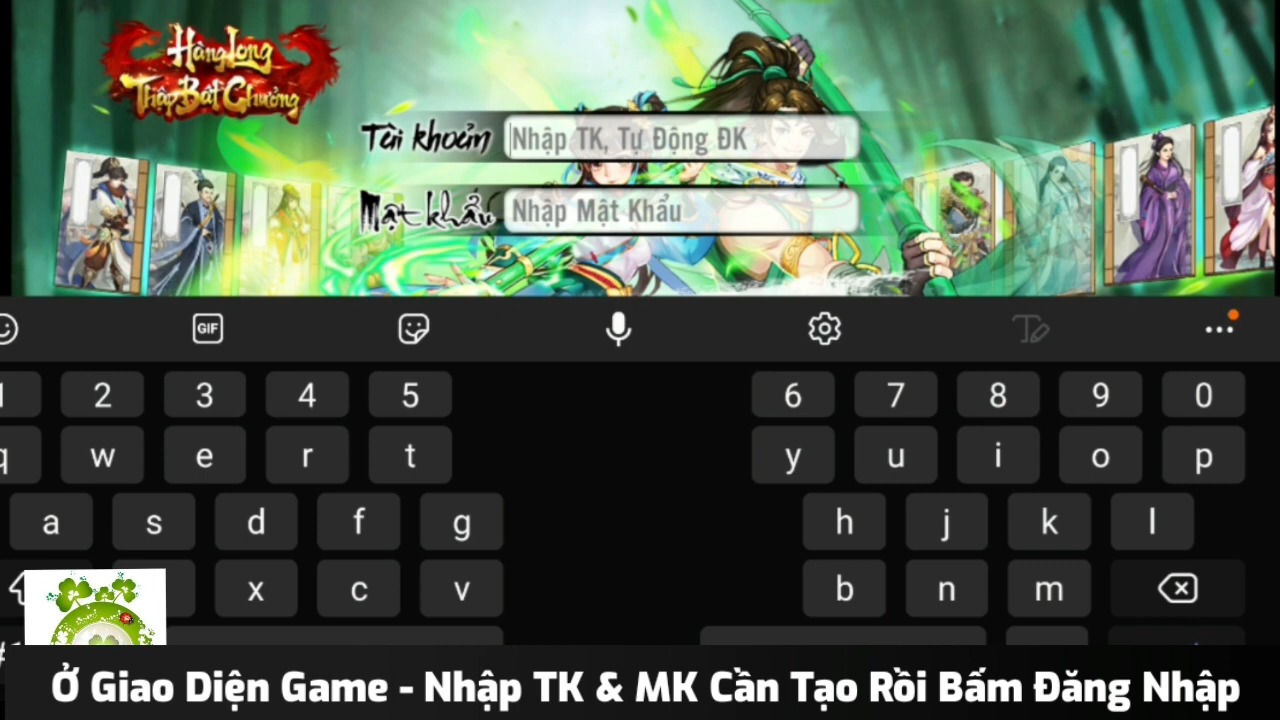 Hàng Long
Thập Bát Chưởng
Tài khoản
Nhập TK, Tự Động ĐK
Mật khẩu
Nhập Mật Khẩu
GIF
1 2 3 4 5 6 7 8 9 0
q w e r t y u i o p
a s d f g h j k l
x c v b n m
Ở Giao Diện Game - Nhập TK & MK Cần Tạo Rồi Bấm Đăng Nhập